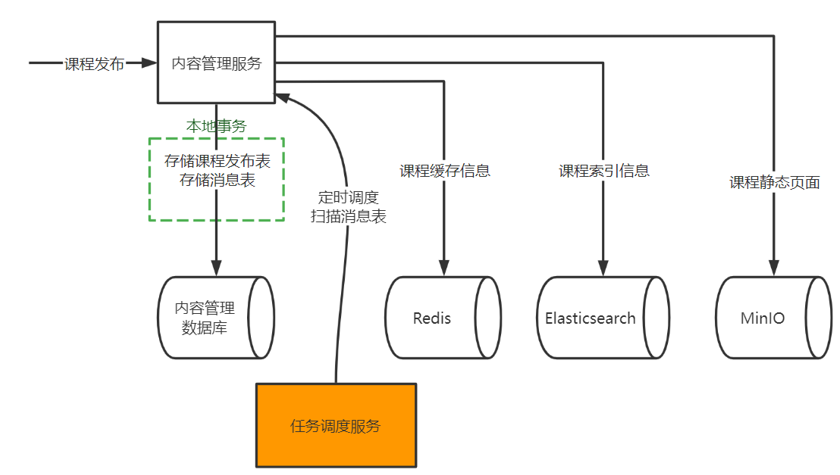 课程发布
内容管理服务
本地事务
存储课程发布表
存储消息表
定时调度
扫描消息表
课程缓存信息
课程索引信息
课程静态页面
内容管理
数据库
Redis
Elasticsearch
MinIO
任务调度服务